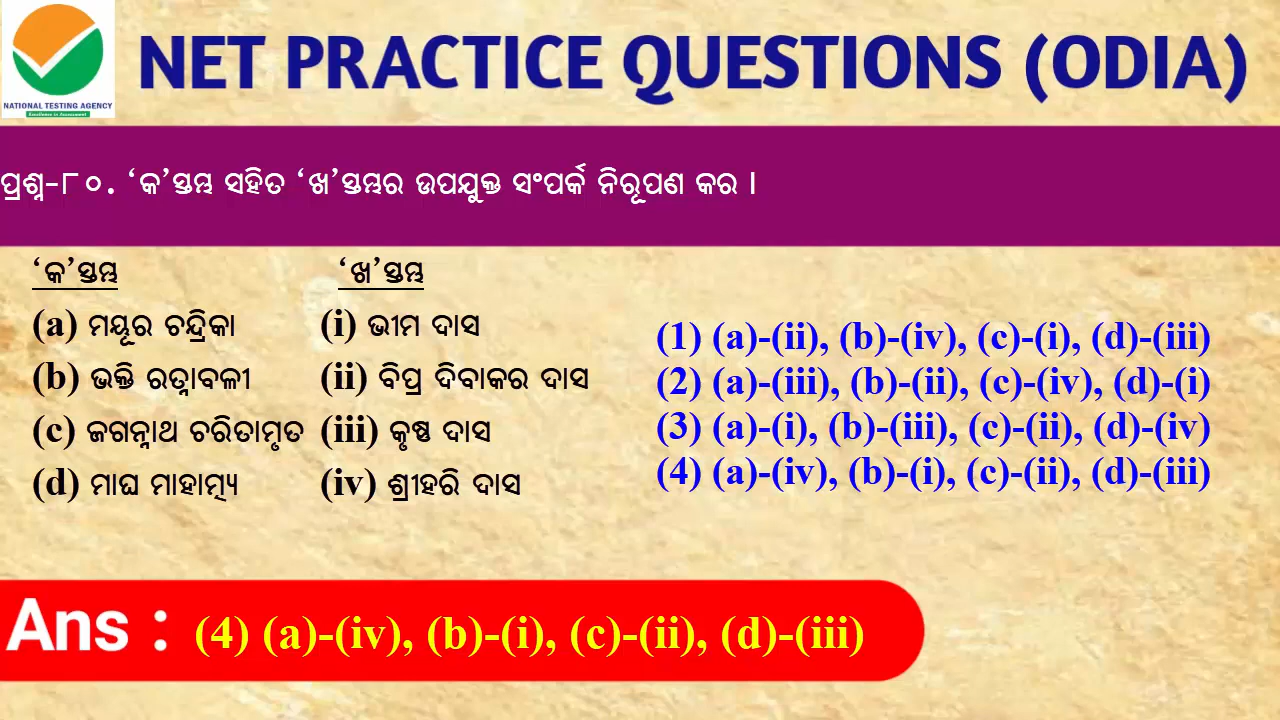 NATIONAL TESTING AGENCY
Excellence in Assessment
NET PRACTICE QUESTIONS (ODIA)
ପ୍ରଶ୍ନ-୮୦. ‘କ’ସ୍ତମ୍ଭ ସହିତ ‘ଖ’ସ୍ତମ୍ଭର ଉପଯୁକ୍ତ ସଂପର୍କ ନିରୂପଣ କର ।
‘କ’ସ୍ତମ୍ଭ ‘ଖ’ସ୍ତମ୍ଭ
(a) ମୟୂର ଚନ୍ଦ୍ରିକା (i) ଭୀମ ଦାସ
(b) ଭକ୍ତି ରତ୍ନାବଳୀ (ii) ବିପ୍ର ଦିବାକର ଦାସ
(c) ଜଗନ୍ନାଥ ଚରିତାମୃତ (iii) କୃଷ୍ଣ ଦାସ
(d) ମାଘ ମାହାତ୍ମ୍ୟ (iv) ଶ୍ରୀହରି ଦାସ
(1) (a)-(ii), (b)-(iv), (c)-(i), (d)-(iii)
(2) (a)-(iii), (b)-(ii), (c)-(iv), (d)-(i)
(3) (a)-(i), (b)-(iii), (c)-(ii), (d)-(iv)
(4) (a)-(iv), (b)-(i), (c)-(ii), (d)-(iii)
Ans : (4) (a)-(iv), (b)-(i), (c)-(ii), (d)-(iii)